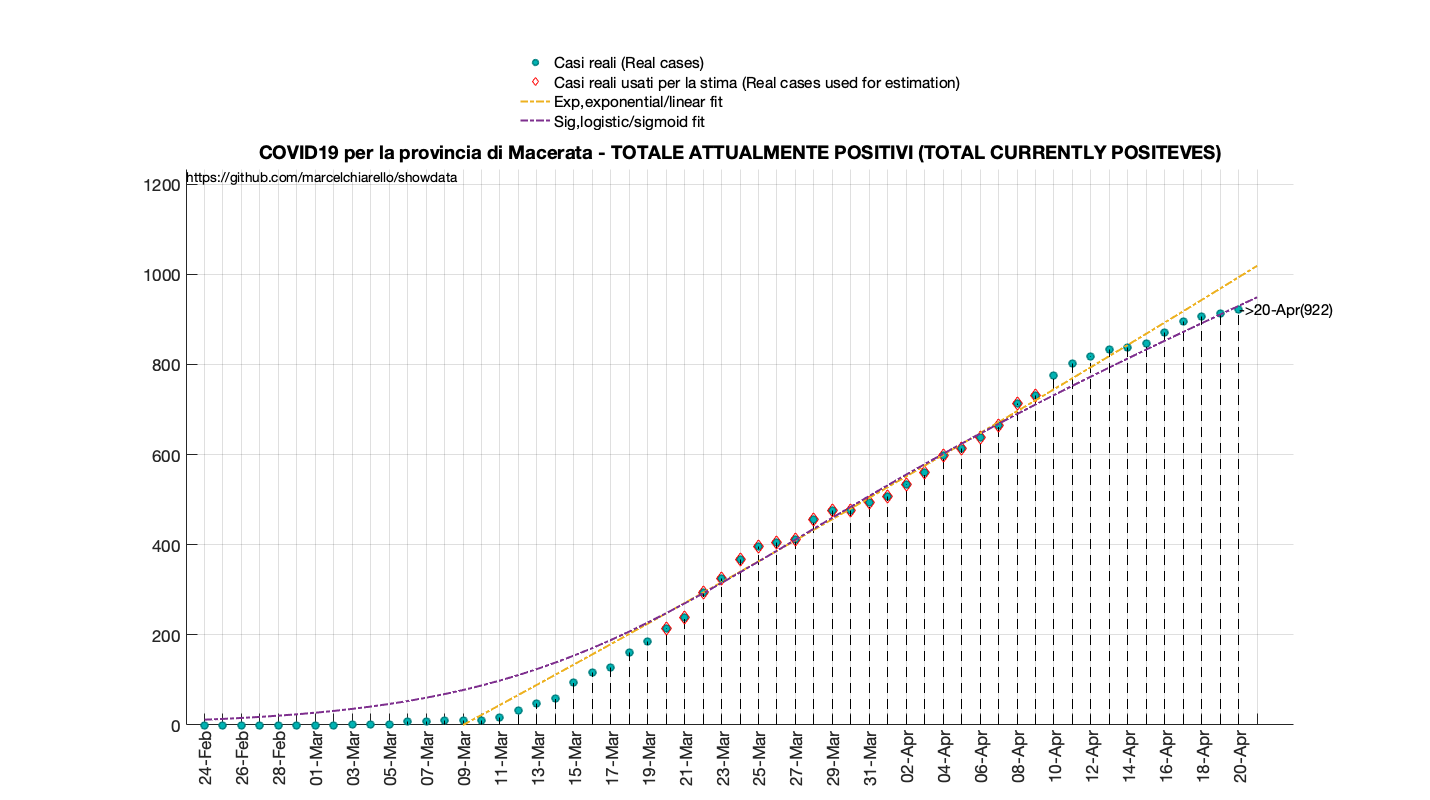 Casi reali (Real cases)
Casi reali usati per la stima (Real cases used for estimation)
Exp,exponential/linear fit
Sig,logistic/sigmoid fit
COVID19 per la provincia di Macerata - TOTALE ATTUALMENTE POSITIVI (TOTAL CURRENTLY POSITEVES)
https://github.com/marcelchiarello/showdata
1200
1000
800
600
400
200
0
->20-Apr(922)
24-Feb
26-Feb
28-Feb
01-Mar
03-Mar
05-Mar
07-Mar
09-Mar
11-Mar
13-Mar
15-Mar
17-Mar
19-Mar
21-Mar
23-Mar
25-Mar
27-Mar
29-Mar
31-Mar
02-Apr
04-Apr
06-Apr
08-Apr
10-Apr
12-Apr
14-Apr
16-Apr
18-Apr
20-Apr